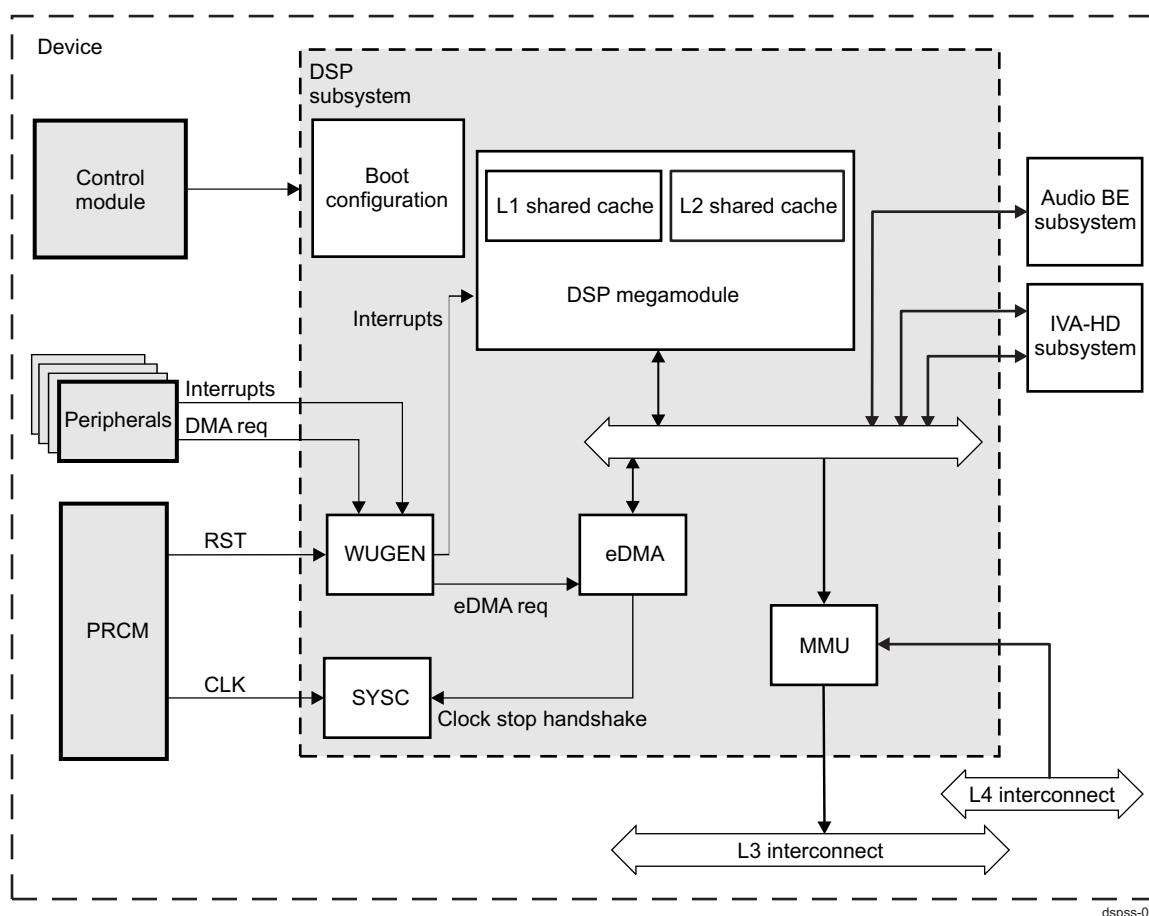 Device
DSP
subsystem
Control
module
Boot
configuration
L1 shared cache
L2 shared cache
DSP megamodule
Audio BE
subsystem
IVA-HD
subsystem
Interrupts
Peripherals
Interrupts
DMA req
PRCM
RST
CLK
WUGEN
eDMA req
eDMA
SYSC
Clock stop handshake
MMU
L4 interconnect
L3 interconnect